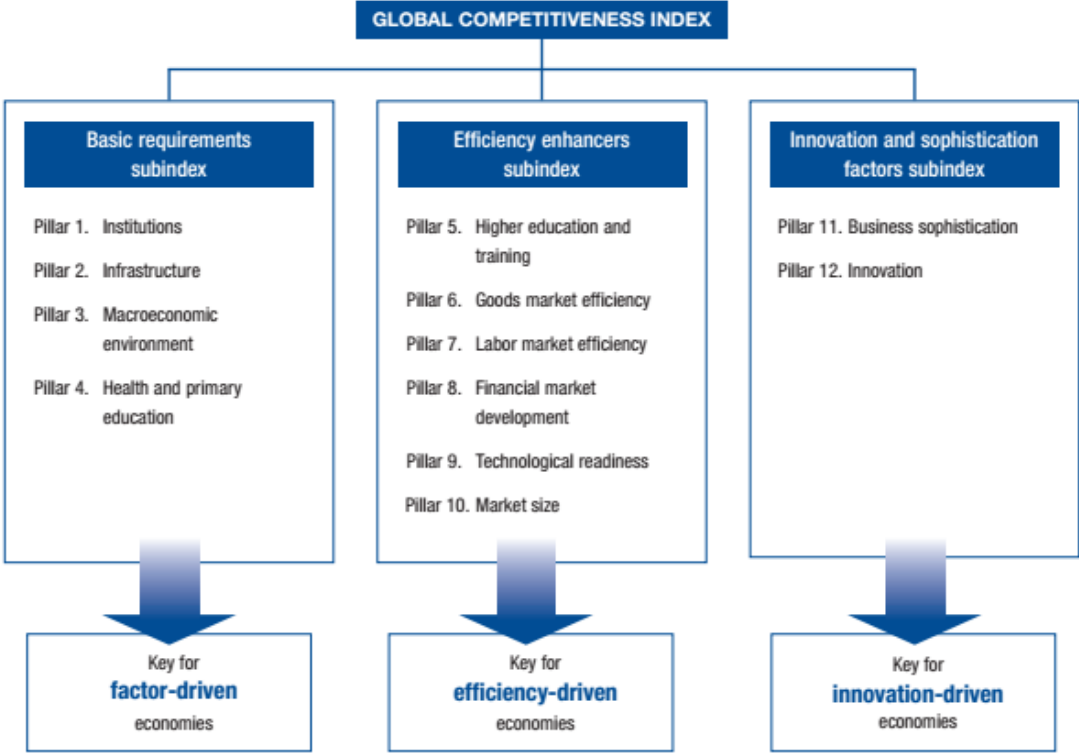 GLOBAL COMPETITIVENESS INDEX
Basic requirements
subindex
Pillar 1. Institutions
Pillar 2. Infrastructure
Pillar 3. Macroeconomic
environment
Pillar 4. Health and primary
education
Key for
factor-driven
economies
Efficiency enhancers
subindex
Pillar 5. Higher education and
training
Pillar 6. Goods market efficiency
Pillar 7. Labor market efficiency
Pillar 8. Financial market
development
Pillar 9. Technological readiness
Pillar 10. Market size
Key for
efficiency-driven
economies
Innovation and sophistication
factors subindex
Pillar 11. Business sophistication
Pillar 12. Innovation
Key for
innovation-driven
economies